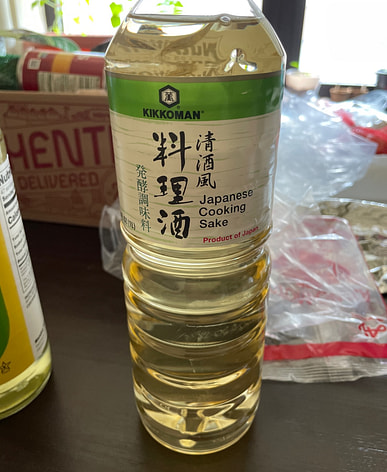 萬
KIKKOMAN®
清酒風
料理酒
発酵調味料
Japanese
Cooking
Sake
Product of Japan
HENT
DELIVERED